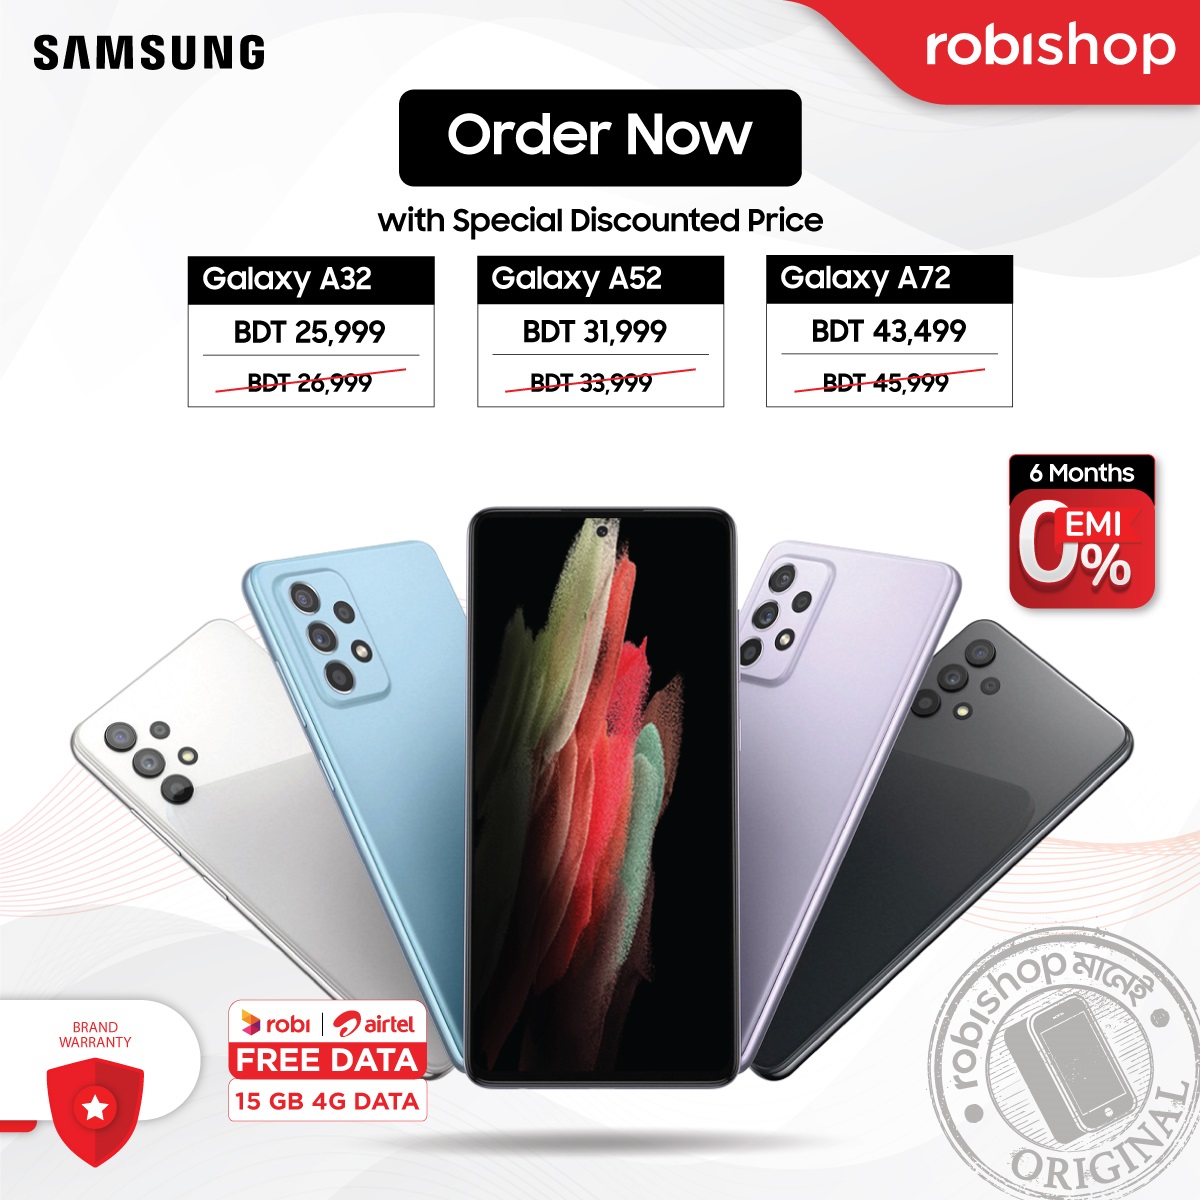 SAMSUNG
robishop
Order Now
with Special Discounted Price
Galaxy A32
BDT 25,999
BDT 26,999
Galaxy A52
BDT 31,999
BDT 33,999
Galaxy A72
BDT 43,499
BDT 45,999
6 Months
0%
EMI
BRAND
WARRANTY
robi | airtel
FREE DATA
15 GB 4G DATA
robishop মানেই
ORIGINAL